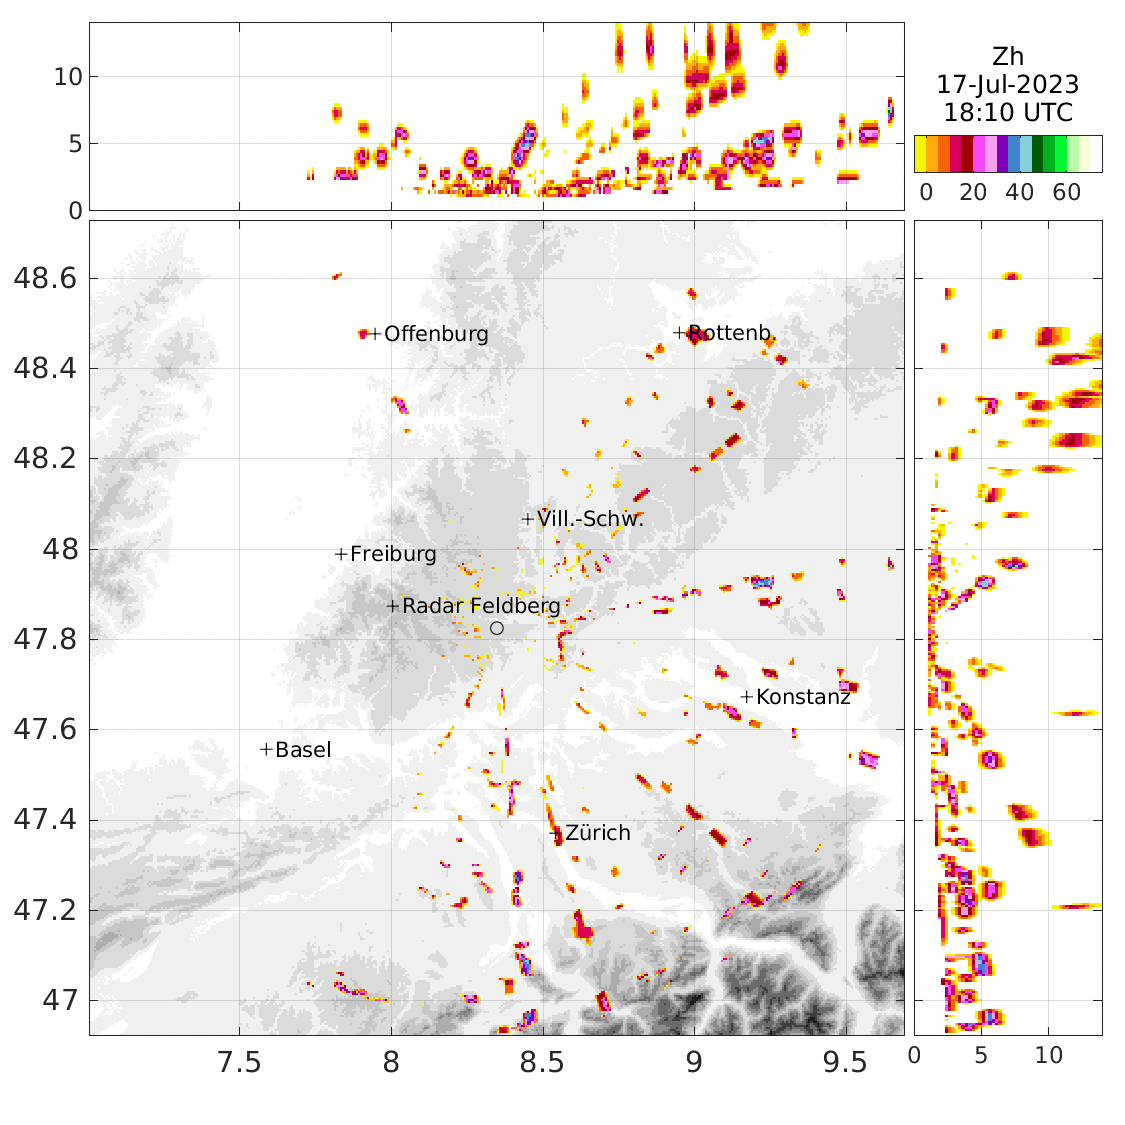 10
5
0
Zh
17-Jul-2023
18:10 UTC
0 20 40 60
48.6
48.4
48.2
48
47.8
47.6
47.4
47.2
47
Offenburg
Rottenb.
Vill.-Schw.
Freiburg
Radar Feldberg
Konstanz
Basel
Zürich
7.5 8 8.5 9 9.5
0 5 10